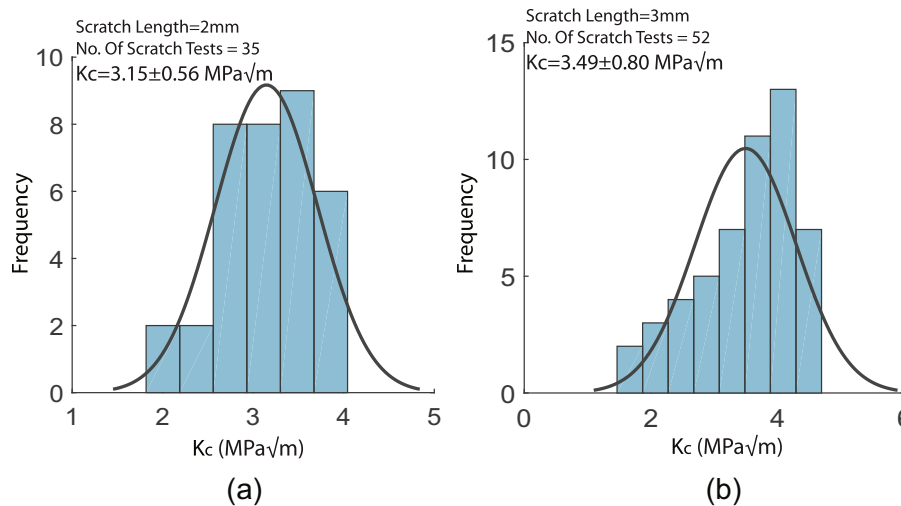 Scratch Length=2mm
No. Of Scratch Tests = 35
Kc=3.15±0.56 MPa√m
10
8
6
4
2
0
Frequency
1
2
3
4
5
Kc (MPa√m)
(a)
Scratch Length=3mm
No. Of Scratch Tests = 52
Kc=3.49±0.80 MPa√m
15
10
5
0
Frequency
0
2
4
6
Kc (MPa√m)
(b)